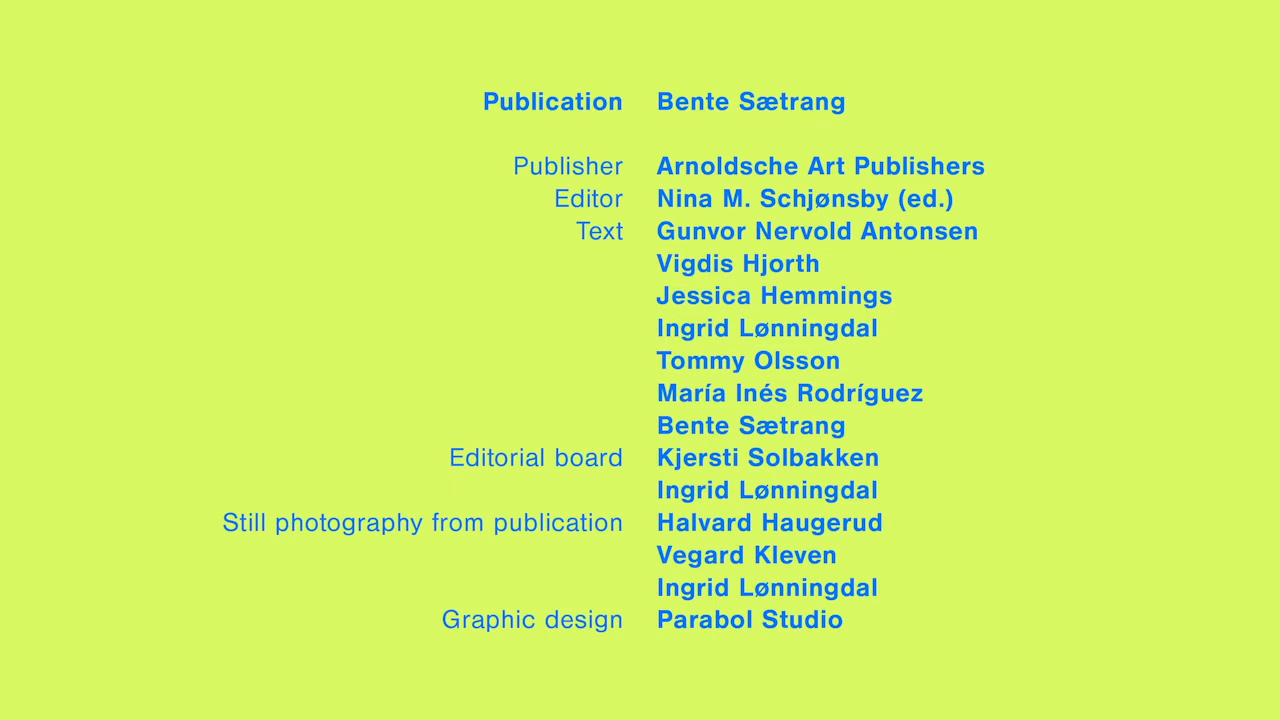 Publication Bente Sætrang
Publisher Arnoldsche Art Publishers
Editor Nina M. Schjønsby (ed.)
Text Gunvor Nervold Antonsen
Vigdis Hjorth
Jessica Hemmings
Ingrid Lønningdal
Tommy Olsson
María Inés Rodríguez
Bente Sætrang
Editorial board Kjersti Solbakken
Ingrid Lønningdal
Still photography from publication Halvard Haugerud
Vegard Kleven
Ingrid Lønningdal
Graphic design Parabol Studio